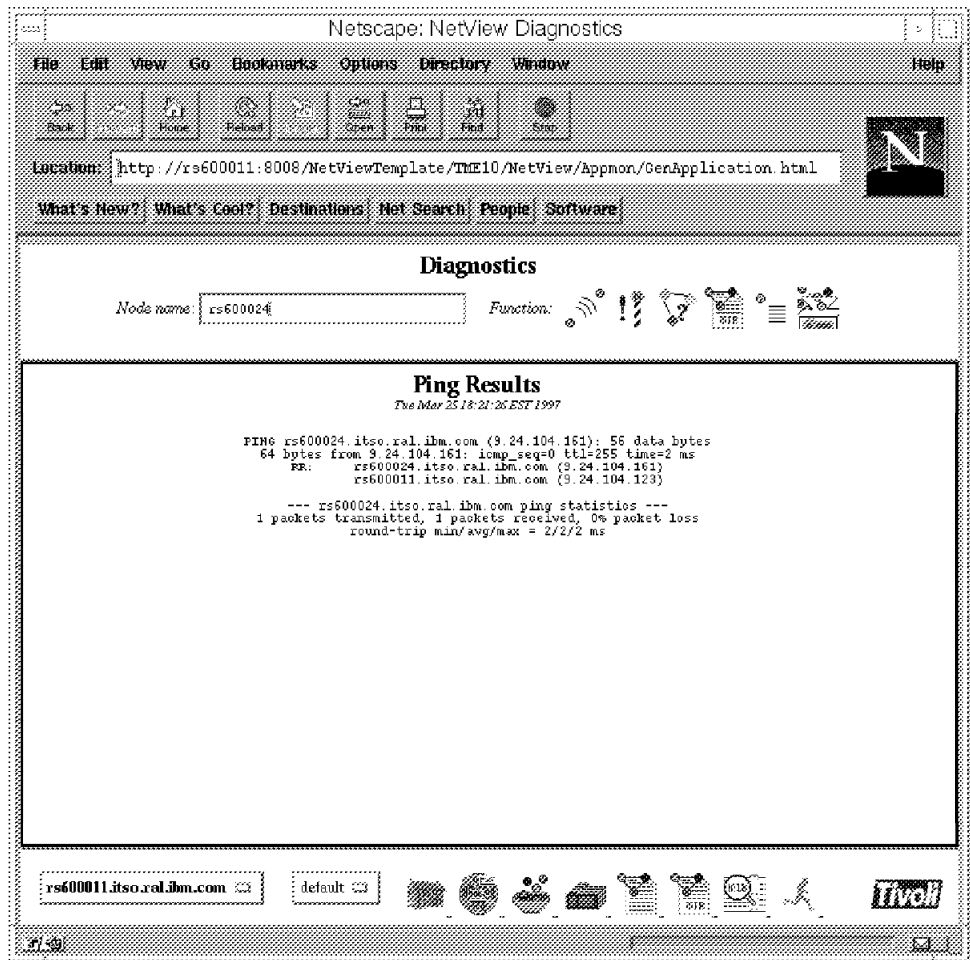 Netscape: NetView Diagnostics
File Edit View Go Bookmarks Options Directory Window Help
Back Home Reload Open Print Find Stop
N
Location: http://rs600011:8008/NetViewTemplate/TME10/NetView/Appmon/GenApplication.html
What's New? What's Cool? Destinations Net Search People Software
Diagnostics
Node name: rs600024 Function:
Ping Results
Tue Mar 25 18:21:26 EST 1997
PING rs600024.itso.ral.ibm.com (9.24.104.161): 56 data bytes
64 bytes from 9.24.104.161: icmp_seq=0 ttl=255 time=2 ms
RR: rs600024.itso.ral.ibm.com (9.24.104.161)
rs600011.itso.ral.ibm.com (9.24.104.123)
--- rs600024.itso.ral.ibm.com ping statistics ---
1 packets transmitted, 1 packets received, 0% packet loss
round-trip min/avg/max = 2/2/2 ms
rs600011.itso.ral.ibm.com default Tivoli